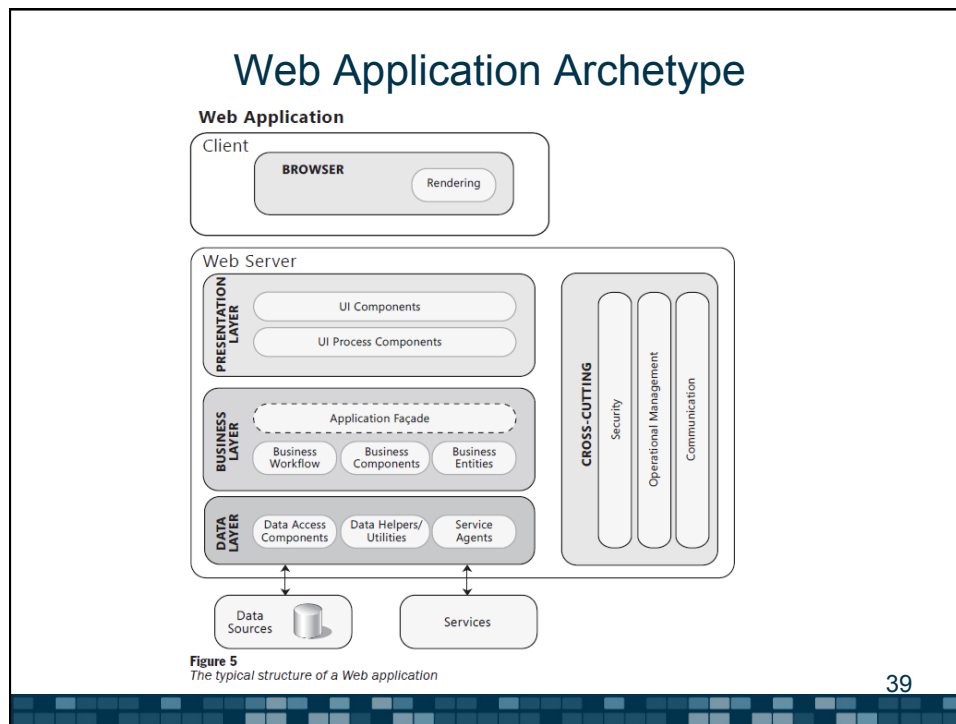 Web Application Archetype
Web Application
Client
BROWSER
Rendering
Web Server
PRESENTATION
LAYER
UI Components
UI Process Components
BUSINESS
LAYER
Application Façade
Business
Workflow
Business
Components
Business
Entities
DATA
LAYER
Data Access
Components
Data Helpers/
Utilities
Service
Agents
CROSS-CUTTING
Security
Operational Management
Communication
Data
Sources
Services
Figure 5
The typical structure of a Web application
39